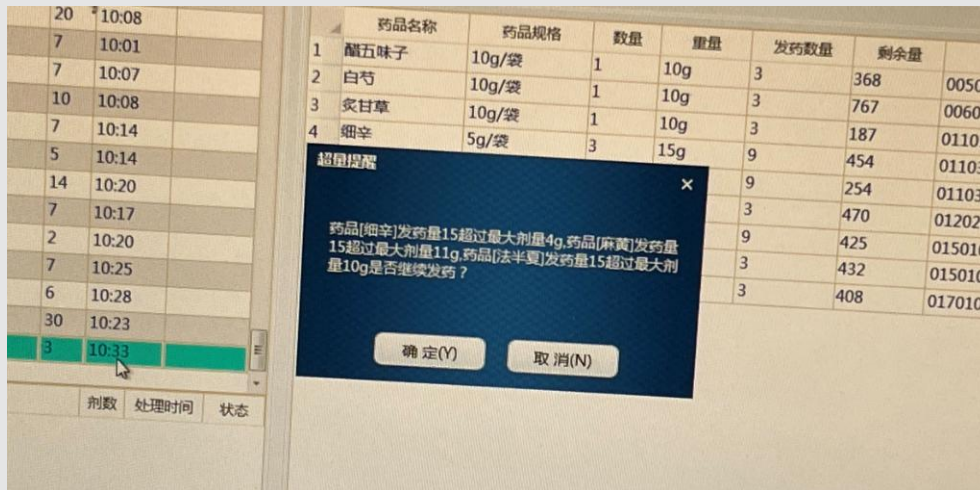 20 10:08
7 10:01
7 10:07
10 10:08
7 10:14
5 10:14
14 10:20
7 10:17
2 10:20
7 10:25
6 10:28
30 10:23
3 10:33
剂数 处理时间 状态
药品名称 药品规格 数量 重量 发药数量 剩余量
1 醋五味子 10g/袋 1 10g 3 368 0050
2 白芍 10g/袋 1 10g 3 767 0060
3 炙甘草 10g/袋 1 10g 3 187 0110
4 细辛 5g/袋 3 15g 9 454 01103
9 254 01103
3 470 01202
9 425 015010
3 432 015010
3 408 017010
超量提醒
×
药品[细辛]发药量15超过最大剂量4g,药品[麻黄]发药量
15超过最大剂量11g,药品[法半夏]发药量15超过最大剂
量10g是否继续发药？
确 定(Y) 取 消(N)